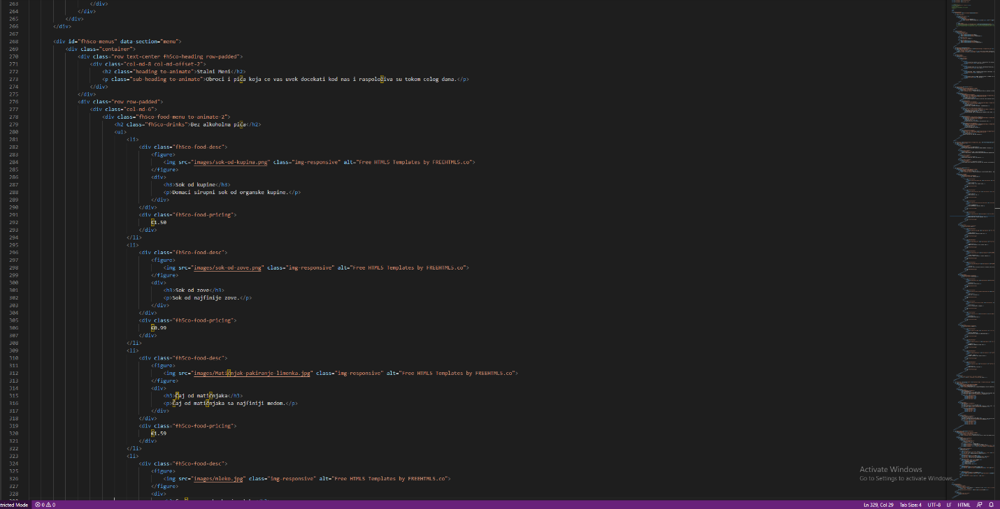 263 </div>
264 </div>
265 </div>
266 </div>
267
268 <div id="fh5co-menus" data-section="menu">
269 <div class="container">
270 <div class="row text-center fh5co-heading row-padded">
271 <div class="col-md-8 col-md-offset-2">
272 <h2 class="heading to-animate">Stalni Meni</h2>
273 <p class="sub-heading to-animate">Obroci i pića koja ce vas uvek docekati kod nas i raspoloživa su tokom celog dana.</p>
274 </div>
275 </div>
276 <div class="row row-padded">
277 <div class="col-md-6">
278 <div class="fh5co-food-menu to-animate-2">
279 <h2 class="fh5co-drinks">Bez alkoholna pića</h2>
280 <ul>
281 <li>
282 <div class="fh5co-food-desc">
283 <figure>
284 <img src="images/sok-od-kupina.png" class="img-responsive" alt="Free HTML5 Templates by FREEHTML5.co">
285 </figure>
286 <div>
287 <h3>Sok od kupine</h3>
288 <p>Domaci sirupni sok od organske kupine.</p>
289 </div>
290 </div>
291 <div class="fh5co-food-pricing">
292 €1.50
293 </div>
294 </li>
295 <li>
296 <div class="fh5co-food-desc">
297 <figure>
298 <img src="images/sok-od-zove.png" class="img-responsive" alt="Free HTML5 Templates by FREEHTML5.co">
299 </figure>
300 <div>
301 <h3>Sok od zove</h3>
302 <p>Sok od najfinije zove.</p>
303 </div>
304 </div>
305 <div class="fh5co-food-pricing">
306 €0.99
307 </div>
308 </li>
309 <li>
310 <div class="fh5co-food-desc">
311 <figure>
312 <img src="images/Matičnjak-pakiranje-limenka.jpg" class="img-responsive" alt="Free HTML5 Templates by FREEHTML5.co">
313 </figure>
314 <div>
315 <h3>Čaj od matičnjaka</h3>
316 <p>Čaj od matičnjaka sa najfiniji medom.</p>
317 </div>
318 </div>
319 <div class="fh5co-food-pricing">
320 €1.59
321 </div>
322 </li>
323 <li>
324 <div class="fh5co-food-desc">
325 <figure>
326 <img src="images/mleko.jpg" class="img-responsive" alt="Free HTML5 Templates by FREEHTML5.co">
327 </figure>
328 <div>
Activate Windows
Go to Settings to activate Windows.
stricted Mode 0 0 Ln 329, Col 29 Tab Size: 4 UTF-8 LF HTML